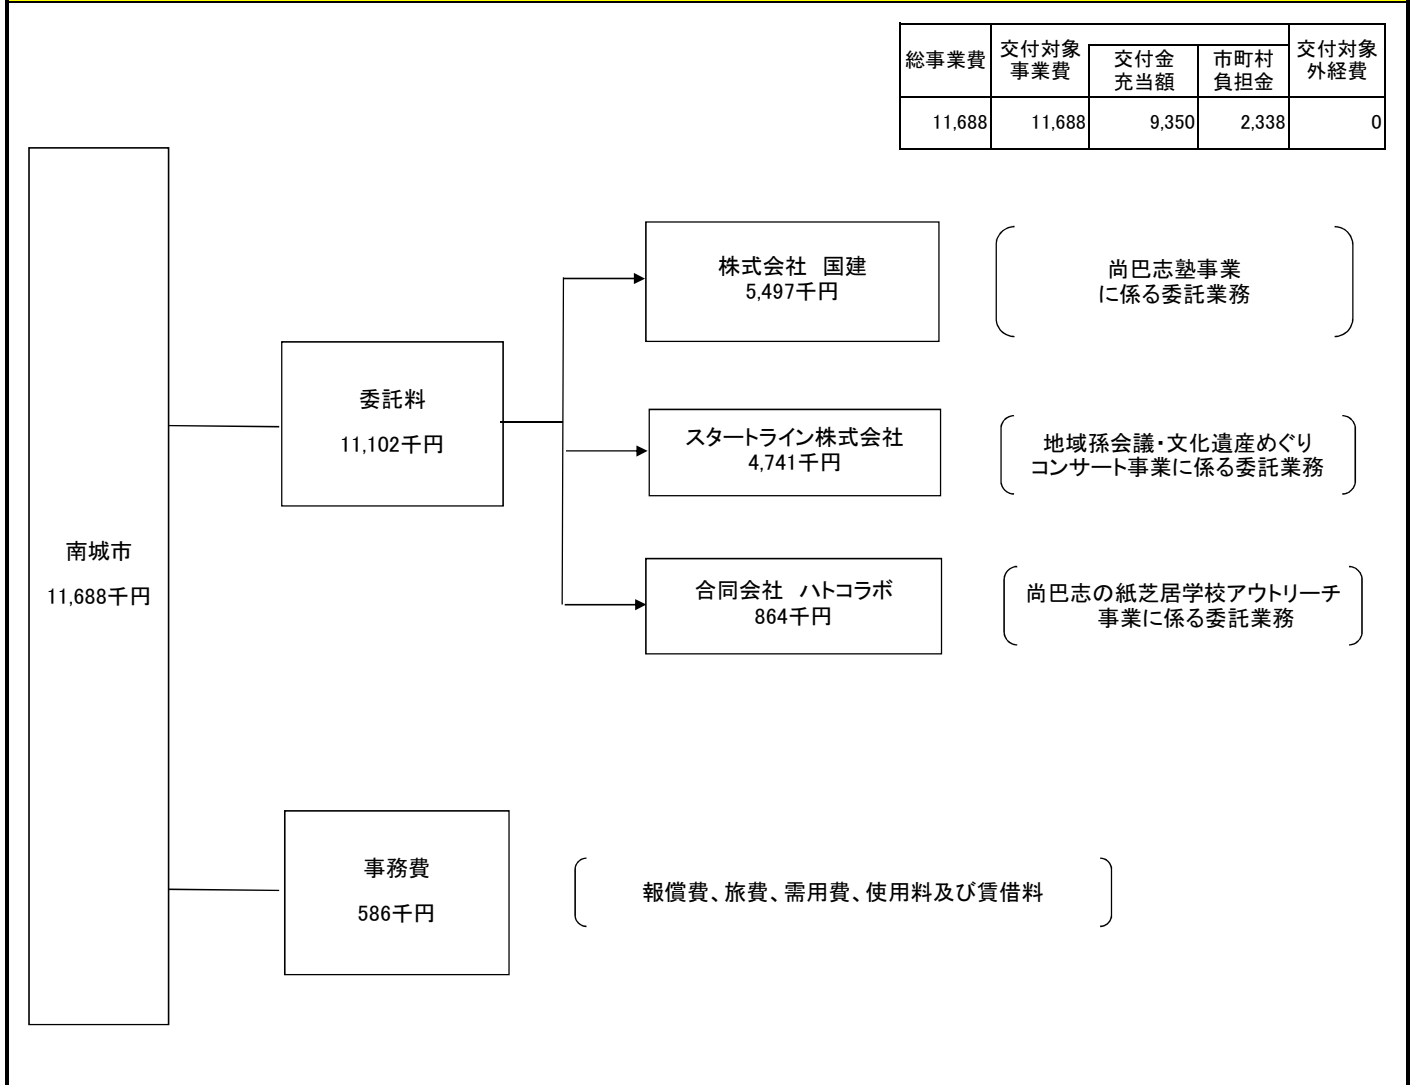 総事業費
交付対象
事業費
交付金
充当額
市町村
負担金
交付対象
外経費
11,688 11,688 9,350 2,338 0
株式会社　国建
5,497千円
尚巴志塾事業
に係る委託業務
委託料
11,102千円
スタートライン株式会社
4,741千円
地域孫会議・文化遺産めぐり
コンサート事業に係る委託業務
南城市
11,688千円
合同会社　ハトコラボ
864千円
尚巴志の紙芝居学校アウトリーチ
事業に係る委託業務
事務費
586千円
報償費、旅費、需用費、使用料及び賃借料